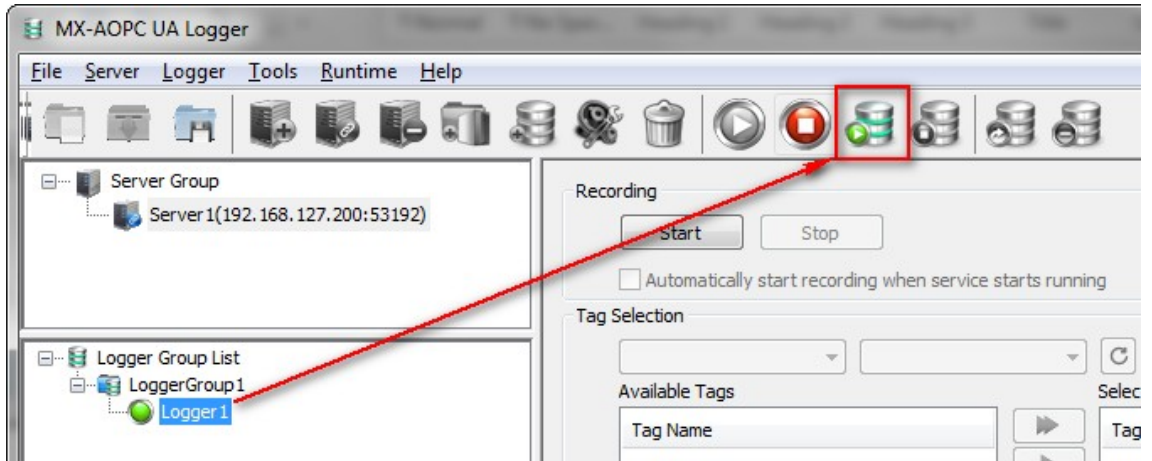 MX-AOPC UA Logger
File Server Logger Tools Runtime Help
Server Group
Server1(192.168.127.200:53192)
Recording
Start Stop
Automatically start recording when service starts running
Tag Selection
Logger Group List
LoggerGroup1
Logger1
Available Tags
Selec
Tag Name
Tag